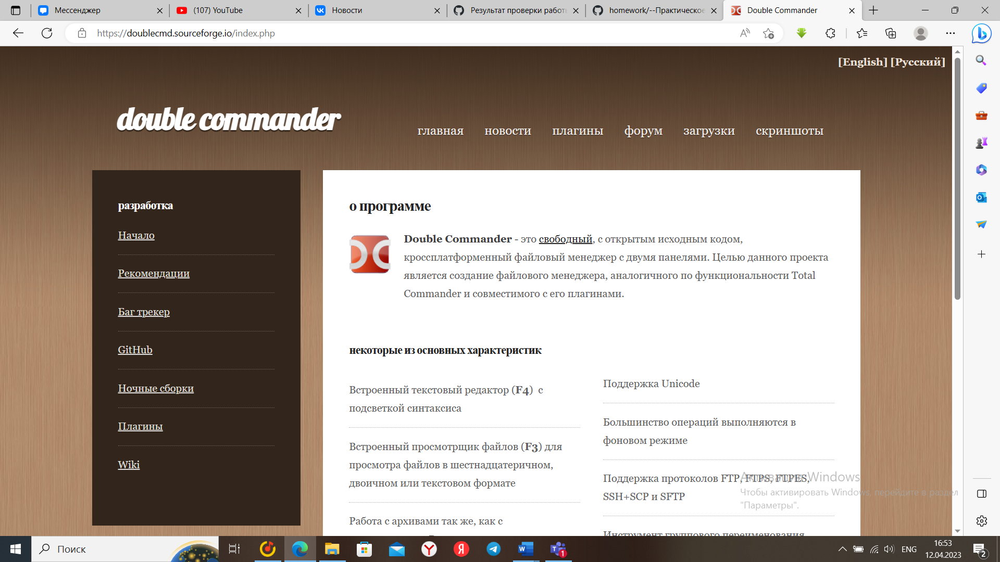 Мессенджер
(107) YouTube
Новости
Результат проверки работ
homework/--Практическое
Double Commander
https://doublecmd.sourceforge.io/index.php
[English] [Русский]
double commander
главная новости плагины форум загрузки скриншоты
разработка
Начало
Рекомендации
Баг трекер
GitHub
Ночные сборки
Плагины
Wiki
о программе
Double Commander - это свободный, с открытым исходным кодом,
кроссплатформенный файловый менеджер с двумя панелями. Целью данного проекта
является создание файлового менеджера, аналогичного по функциональности Total
Commander и совместимого с его плагинами.
некоторые из основных характеристик
Встроенный текстовый редактор (F4) с
подсветкой синтаксиса
Встроенный просмотрщик файлов (F3) для
просмотра файлов в шестнадцатеричном,
двоичном или текстовом формате
Работа с архивами так же, как с
Поддержка Unicode
Большинство операций выполняются в
фоновом режиме
Поддержка протоколов FTP, FTPS, FTPES,
SSH+SCP и SFTP
Инструмент группового переименования
Активация Windows
Чтобы активировать Windows, перейдите в раздел
"Параметры".
Поиск
ENG
16:53
12.04.2023
2
1